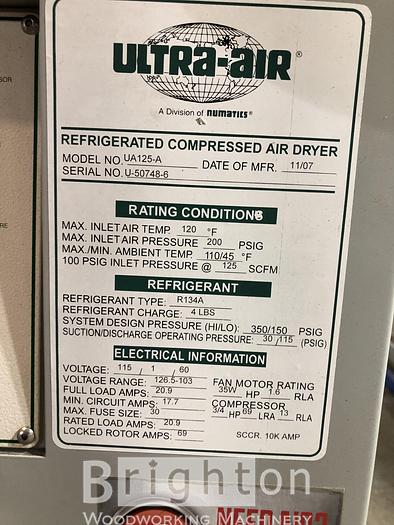 ULTRA-AIR®
A Division of NUMATICS®
REFRIGERATED COMPRESSED AIR DRYER
MODEL NO. UA125-A DATE OF MFR. 11/07
SERIAL NO. U-50748-6
RATING CONDITIONS
MAX. INLET AIR TEMP. 120 °F
MAX. INLET AIR PRESSURE 200 PSIG
MAX./MIN. AMBIENT TEMP. 110/45 °F
100 PSIG INLET PRESSURE @ 125 SCFM
REFRIGERANT
REFRIGERANT TYPE: R134A
REFRIGERANT CHARGE: 4 LBS
SYSTEM DESIGN PRESSURE (HI/LO): 350/150 PSIG
SUCTION/DISCHARGE OPERATING PRESSURE: 30/115 (PSIG)
ELECTRICAL INFORMATION
VOLTAGE: 115 / 1 / 60
VOLTAGE RANGE: 126.5-103 FAN MOTOR RATING
FULL LOAD AMPS: 20.9 35W HP 1.6 RLA
MIN. CIRCUIT AMPS: 17.7 COMPRESSOR
MAX. FUSE SIZE: 30 3/4 HP 69 LRA 13 RLA
RATED LOAD AMPS: 20.9
LOCKED ROTOR AMPS: 69 SCCR. 10K AMP
Brighton
WOODWORKING MACHINERY